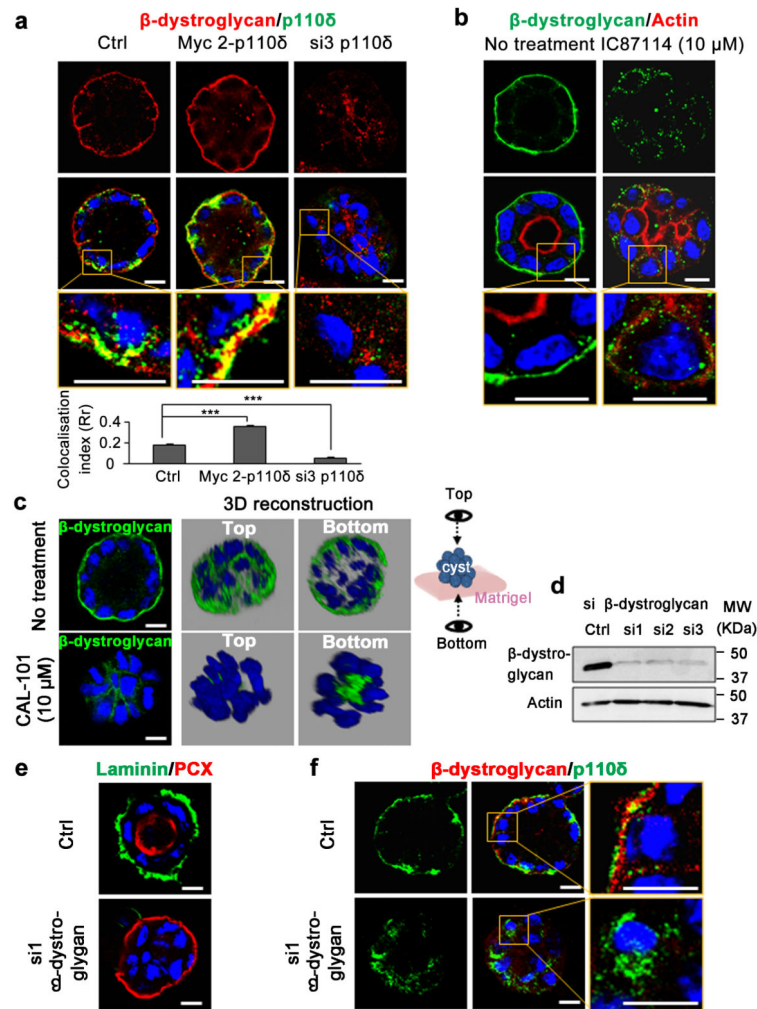 a
β-dystroglycan/p110δ
Ctrl Myc 2-p110δ si3 p110δ
Colocalisation
index (Rr)
0.4
0.2
0
***
***
Ctrl Myc 2-p110δ si3 p110δ
b
β-dystroglycan/Actin
No treatment IC87114 (10 µM)
c
3D reconstruction
β-dystroglycan Top Bottom
No treatment
Top Bottom
CAL-101
(10 µM)
Top
cyst
Matrigel
Bottom
d
si β-dystroglycan MW
Ctrl si1 si2 si3 (KDa)
β-dystro-
glycan
50
37
Actin
50
37
e
Laminin/PCX
Ctrl
si1
β-dystro-
glygan
f
β-dystroglycan/p110δ
Ctrl
si1
β-dystro-
glygan